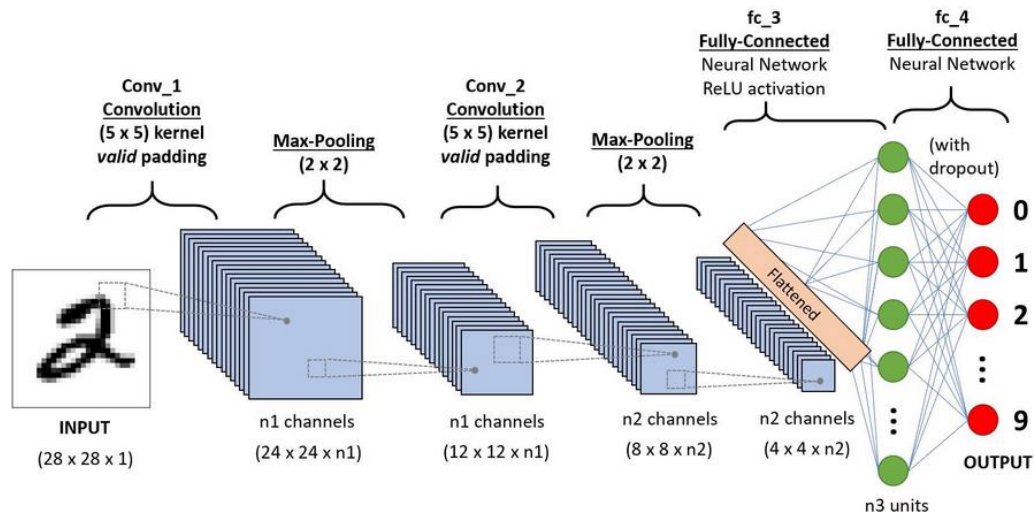 fc_3
Fully-Connected
Neural Network
ReLU activation
fc_4
Fully-Connected
Neural Network
Conv_1
Convolution
(5 x 5) kernel
valid padding
Max-Pooling
(2 x 2)
Conv_2
Convolution
(5 x 5) kernel
valid padding
Max-Pooling
(2 x 2)
(with
dropout)
Flattened
0
1
2
9
INPUT
(28 x 28 x 1)
n1 channels
(24 x 24 x n1)
n1 channels
(12 x 12 x n1)
n2 channels
(8 x 8 x n2)
n2 channels
(4 x 4 x n2)
OUTPUT
n3 units
2